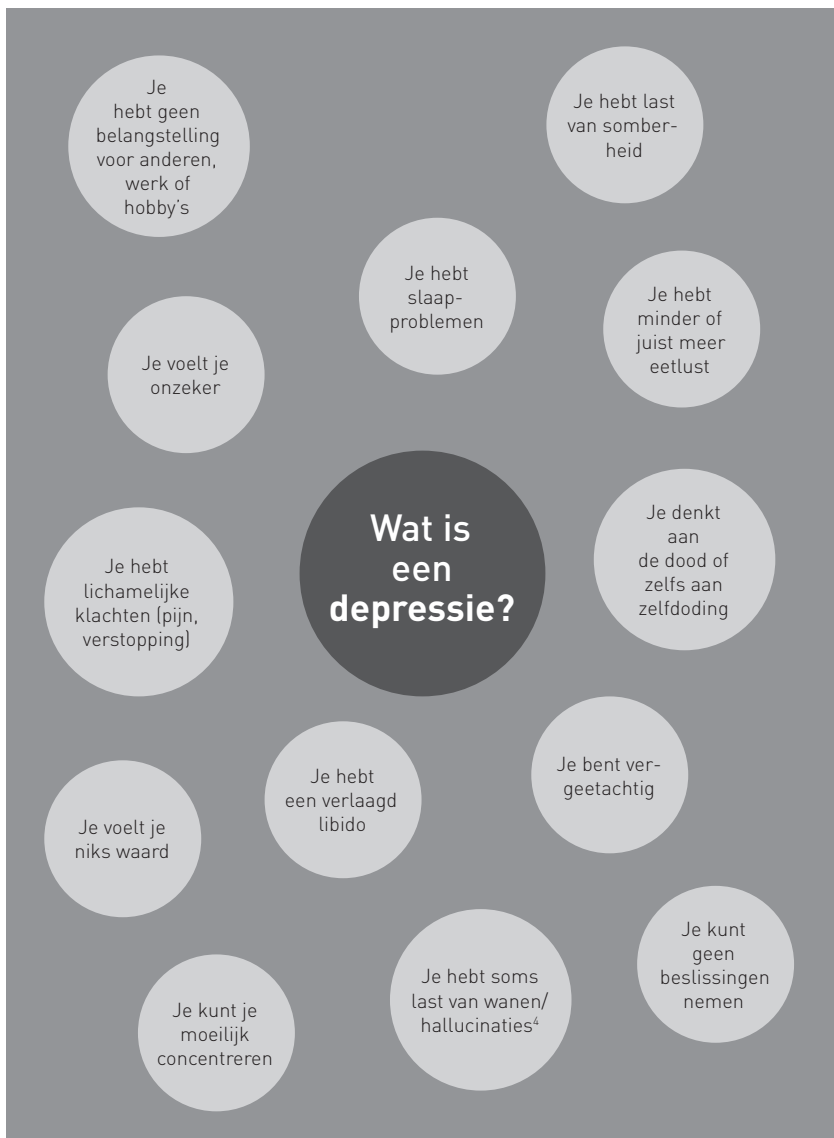 Je
hebt geen
belangstelling
voor anderen,
werk of
hobby's
Je hebt last
van somber-
heid
Je hebt
slaap-
problemen
Je hebt
minder of
juist meer
eetlust
Je voelt je
onzeker
Wat is
een
depressie?
Je denkt
aan
de dood of
zelfs aan
zelfdoding
Je hebt
lichamelijke
klachten (pijn,
verstopping)
Je hebt
een verlaagd
libido
Je bent ver-
geetachtig
Je voelt je
niks waard
Je kunt
geen
beslissingen
nemen
Je hebt soms
last van wanen/
hallucinaties⁴
Je kunt je
moeilijk
concentreren